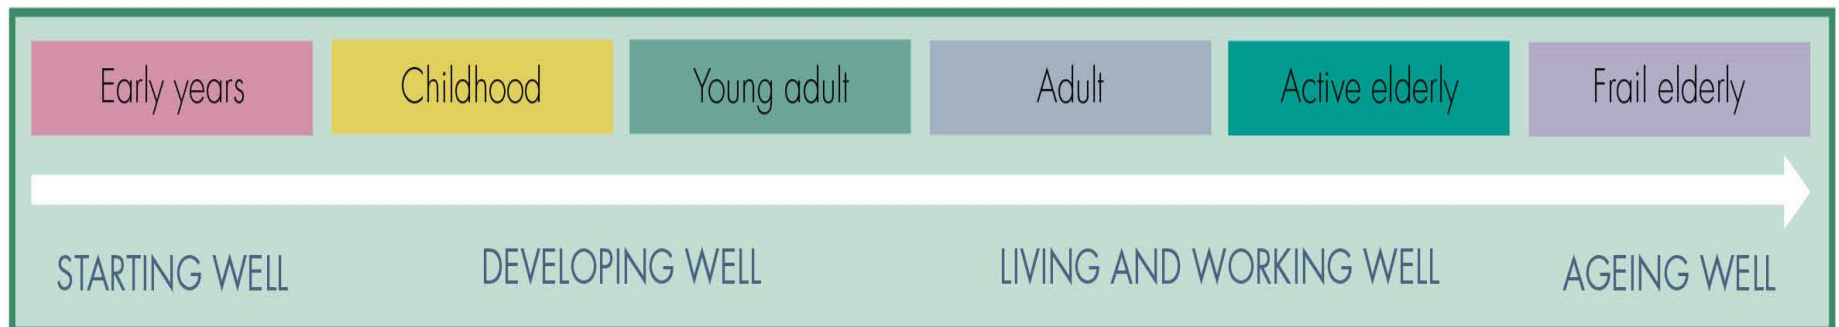 Early years Childhood Young adult Adult Active elderly Frail elderly
STARTING WELL DEVELOPING WELL LIVING AND WORKING WELL AGEING WELL